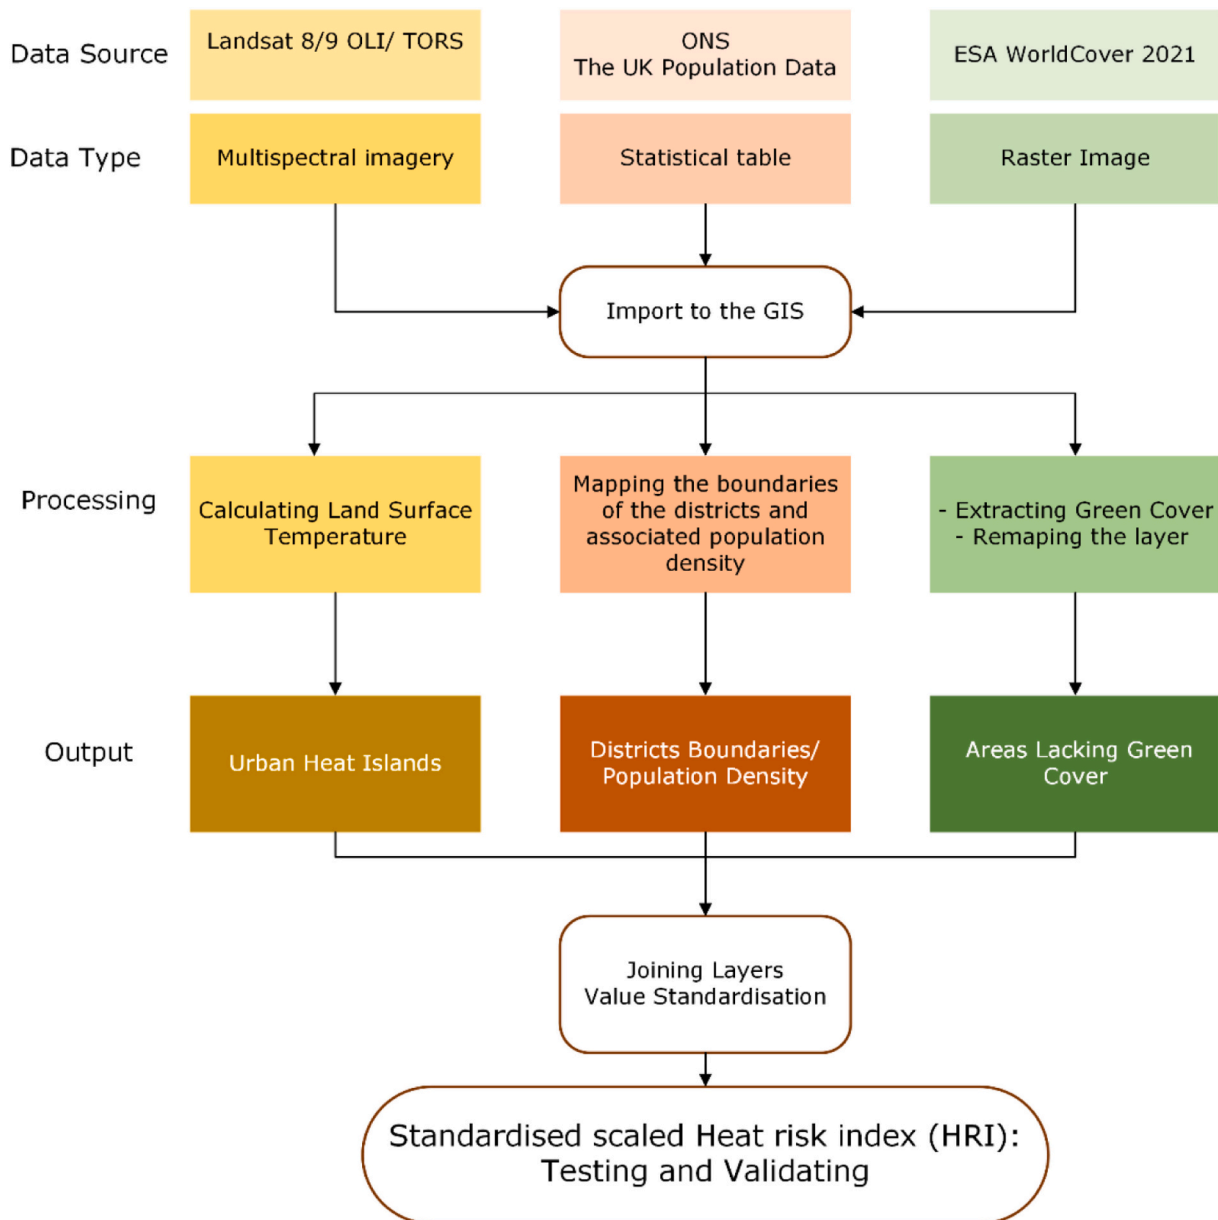 Data Source
Landsat 8/9 OLI/ TORS
ONS
The UK Population Data
ESA WorldCover 2021
Data Type
Multispectral imagery
Statistical table
Raster Image
Import to the GIS
Processing
Calculating Land Surface
Temperature
Mapping the boundaries
of the districts and
associated population
density
- Extracting Green Cover
- Remaping the layer
Output
Urban Heat Islands
Districts Boundaries/
Population Density
Areas Lacking Green
Cover
Joining Layers
Value Standardisation
Standardised scaled Heat risk index (HRI):
Testing and Validating